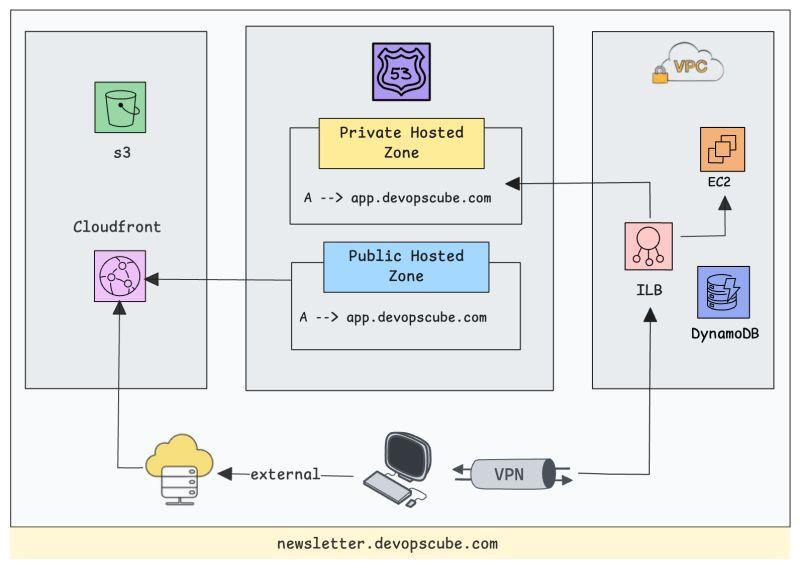 53
VPC
Private Hosted
Zone
s3
EC2
A --> app.devopscube.com
Cloudfront
Public Hosted
Zone
ILB
A --> app.devopscube.com
DynamoDB
external
VPN
newsletter.devopscube.com